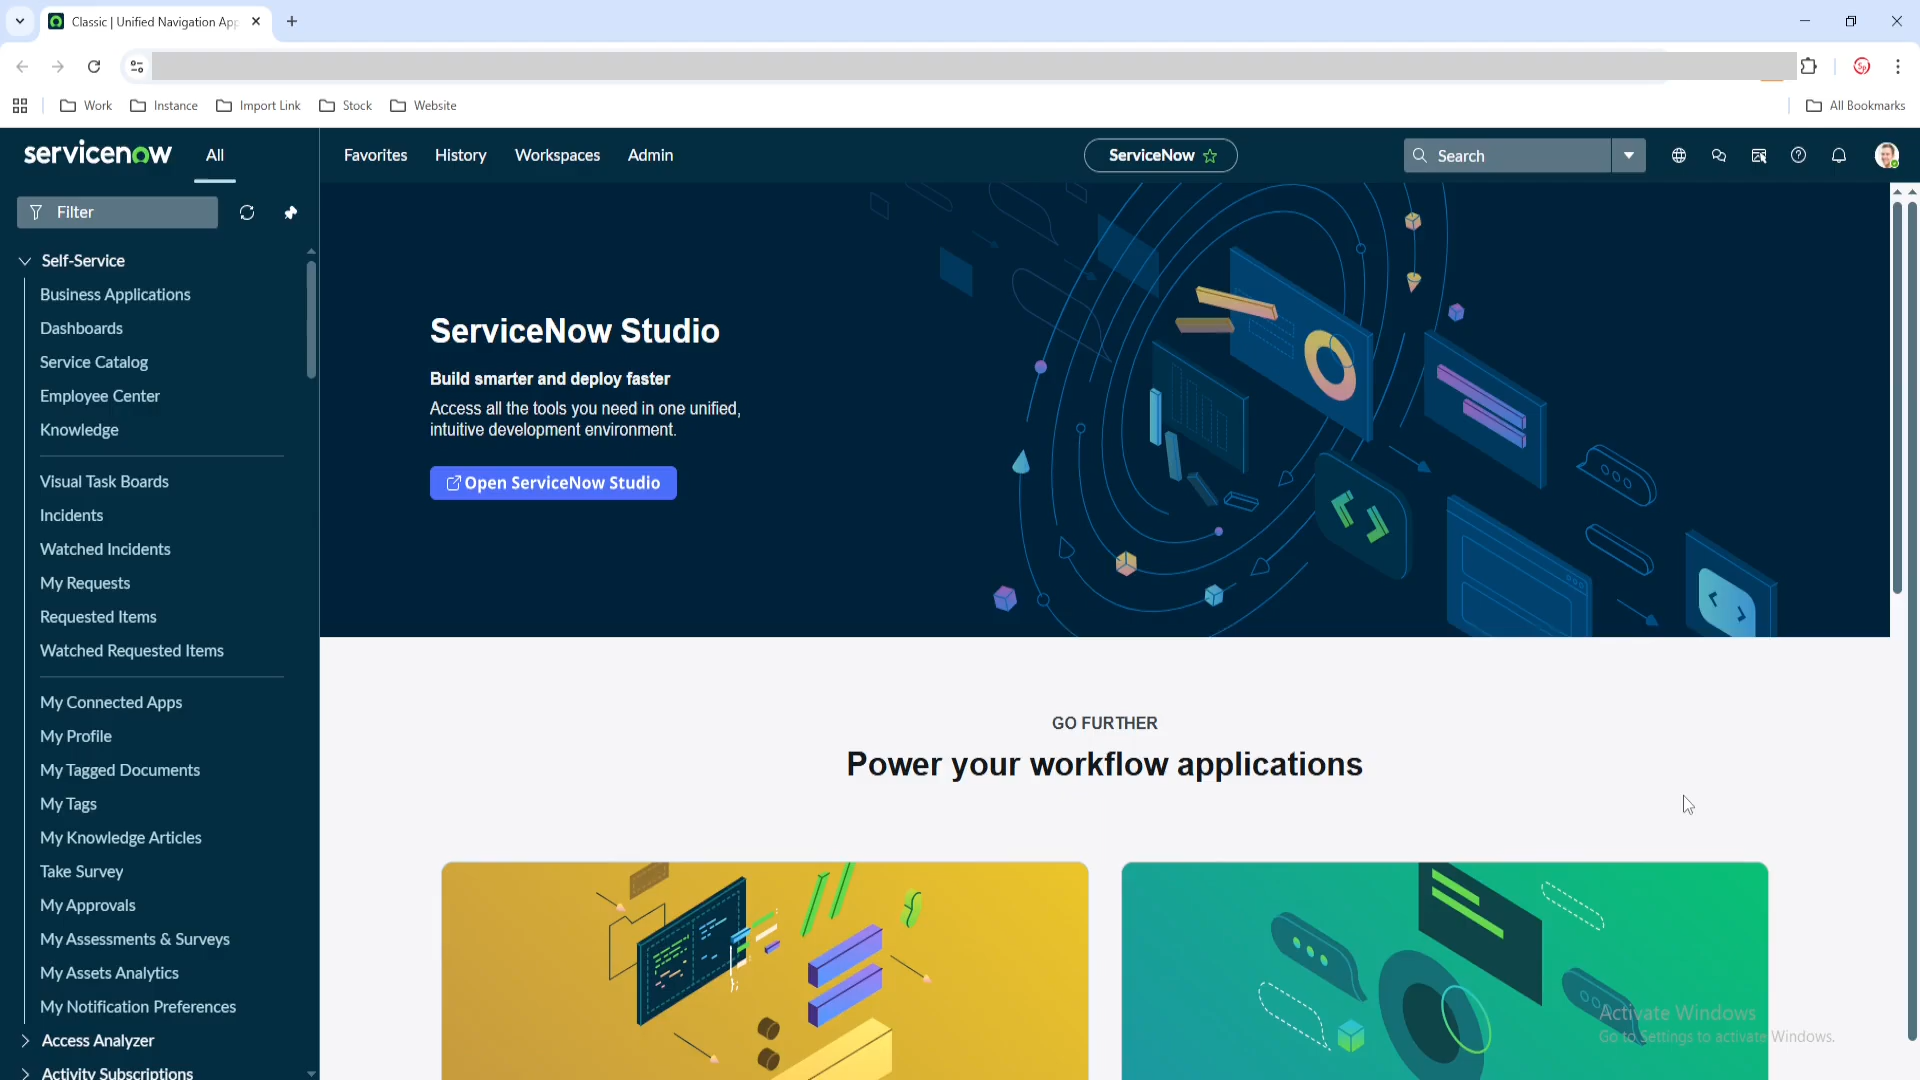 Classic | Unified Navigation App
Work
Instance
Import Link
Stock
Website
All Bookmarks
servicenow
All
Favorites
History
Workspaces
Admin
ServiceNow
Search
Filter
Self-Service
Business Applications
Dashboards
Service Catalog
Employee Center
Knowledge
Visual Task Boards
Incidents
Watched Incidents
My Requests
Requested Items
Watched Requested Items
My Connected Apps
My Profile
My Tagged Documents
My Tags
My Knowledge Articles
Take Survey
My Approvals
My Assessments & Surveys
My Assets Analytics
My Notification Preferences
Access Analyzer
Activity Subscriptions
ServiceNow Studio
Build smarter and deploy faster
Access all the tools you need in one unified,
intuitive development environment.
Open ServiceNow Studio
GO FURTHER
Power your workflow applications
Activate Windows
Go to Settings to activate Windows.